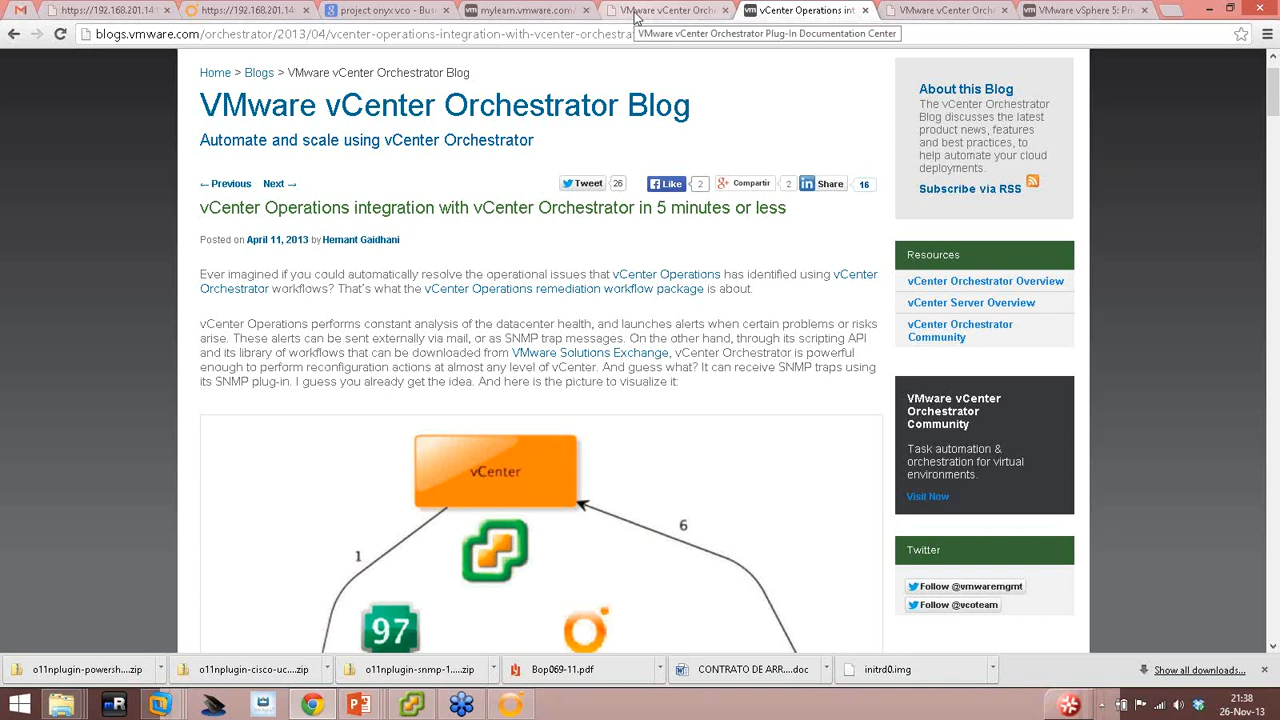 https://192.168.201.14
https://192.168.201.14
project onyx vco - Bus
mylearn.vmware.com
VMware vCenter Orch
vCenter Operations int
VMware vCenter Orch
VMware vSphere 5: Pri
blogs.vmware.com/orchestrator/2013/04/vcenter-operations-integration-with-vcenter-orchestra
VMware vCenter Orchestrator Plug-In Documentation Center
Home > Blogs > VMware vCenter Orchestrator Blog
VMware vCenter Orchestrator Blog
Automate and scale using vCenter Orchestrator
← Previous Next →
Tweet 26 Like 2 Compartir 2 Share 16
vCenter Operations integration with vCenter Orchestrator in 5 minutes or less
Posted on April 11, 2013 by Hemant Gaidhani
Ever imagined if you could automatically resolve the operational issues that vCenter Operations has identified using vCenter
Orchestrator workflows? That's what the vCenter Operations remediation workflow package is about.
vCenter Operations performs constant analysis of the datacenter health, and launches alerts when certain problems or risks
arise. These alerts can be sent externally via mail, or as SNMP trap messages. On the other hand, through its scripting API
and its library of workflows that can be downloaded from VMware Solutions Exchange, vCenter Orchestrator is powerful
enough to perform reconfiguration actions at almost any level of vCenter. And guess what? It can receive SNMP traps using
its SNMP plug-in. I guess you already get the idea. And here is the picture to visualize it:
vCenter
1
6
97
About this Blog
The vCenter Orchestrator
Blog discusses the latest
product news, features
and best practices, to
help automate your cloud
deployments.
Subscribe via RSS
Resources
vCenter Orchestrator Overview
vCenter Server Overview
vCenter Orchestrator
Community
VMware vCenter
Orchestrator
Community
Task automation &
orchestration for virtual
environments.
Visit Now
Twitter
Follow @vmwaremgmt
Follow @vcoteam
o11nplugin-powersh....zip
o11nplugin-cisco-uc....zip
o11nplugin-snmp-1....zip
Bop069-11.pdf
CONTRATO DE ARR....doc
initrd0.img
Show all downloads...
21:38
26-Nov-13